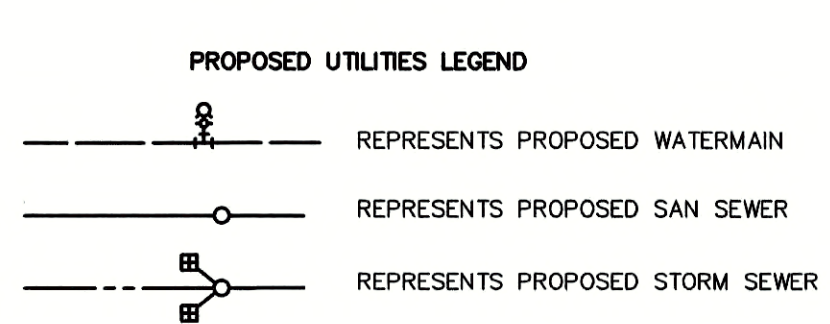 PROPOSED UTILITIES LEGEND
REPRESENTS PROPOSED WATERMAIN
REPRESENTS PROPOSED SAN SEWER
REPRESENTS PROPOSED STORM SEWER